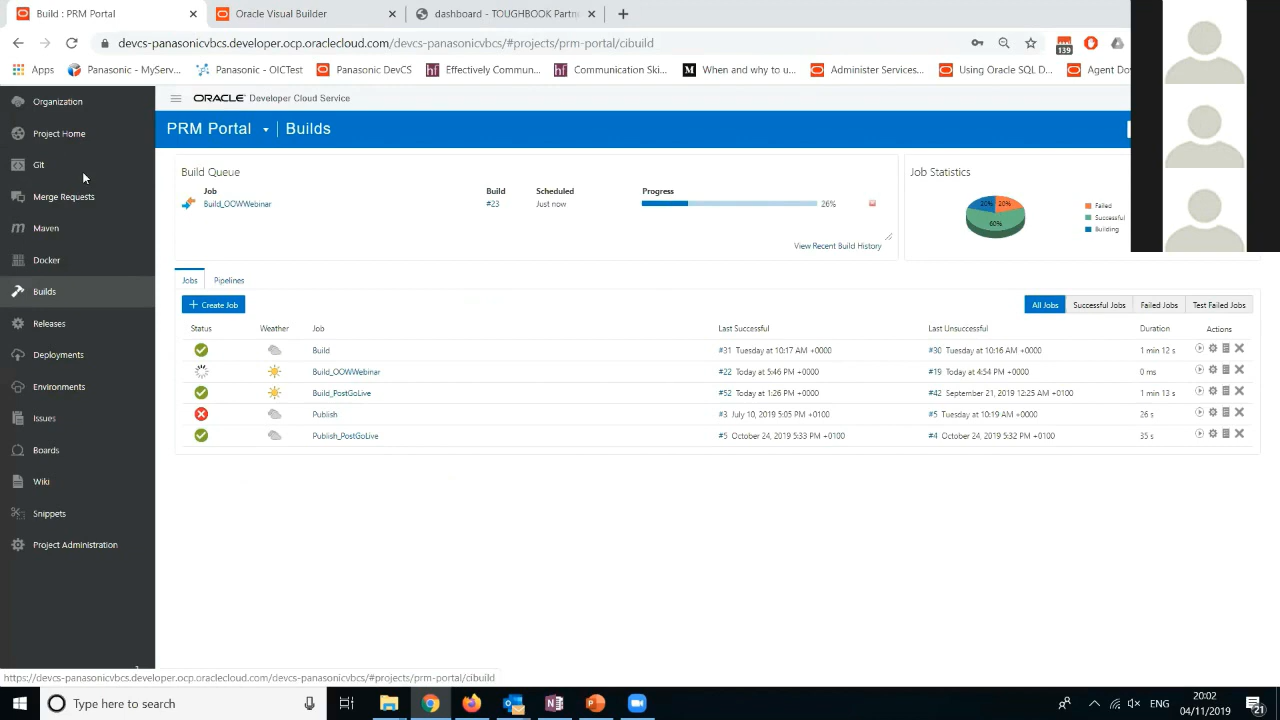 Build : PRM Portal
Oracle Visual Builder
dashboard - TOUGHBOOK Partn
devcs-panasonicvbcs.developer.ocp.oraclecloud.com/devcs-panasonicvbcs/#projects/prm-portal/cibuild
139
Apps
Panasonic - MyServ...
Panasonic - OICTest
Panasonic DevCS
Effectively Commun...
Communication Ski...
When and why to u...
Administer Services...
Using Oracle SQL D...
Agent Do
Organization
Project Home
Git
Merge Requests
Maven
Docker
Builds
Releases
Deployments
Environments
Issues
Boards
Wiki
Snippets
Project Administration
ORACLE Developer Cloud Service
PRM Portal Builds
Build Queue
Job Build Scheduled Progress
Build_OOWWebinar #23 Just now 26%
View Recent Build History
Job Statistics
20% 20%
60%
Failed
Successful
Building
Jobs Pipelines
Create Job
All Jobs Successful Jobs Failed Jobs Test Failed Jobs
Status Weather Job Last Successful Last Unsuccessful Duration Actions
Build #31 Tuesday at 10:17 AM +0000 #30 Tuesday at 10:16 AM +0000 1 min 12 s
Build_OOWWebinar #22 Today at 5:46 PM +0000 #19 Today at 4:54 PM +0000 0 ms
Build_PostGoLive #52 Today at 1:26 PM +0000 #42 September 21, 2019 12:25 AM +0100 1 min 13 s
Publish #3 July 10, 2019 5:05 PM +0100 #5 Tuesday at 10:19 AM +0000 26 s
Publish_PostGoLive #5 October 24, 2019 5:33 PM +0100 #4 October 24, 2019 5:32 PM +0100 35 s
https://devcs-panasonicvbcs.developer.ocp.oraclecloud.com/devcs-panasonicvbcs/#projects/prm-portal/cibuild
Type here to search
ENG
20:02
04/11/2019
21